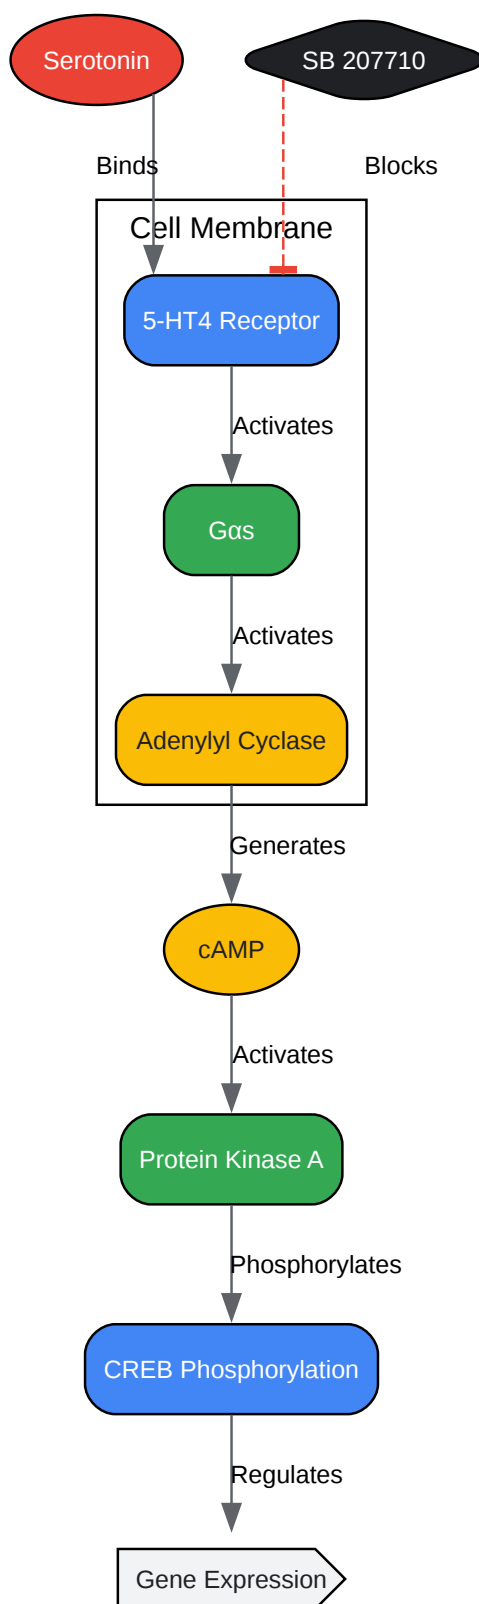 Serotonin
SB 207710
Binds
Blocks
Cell Membrane
5-HT4 Receptor
Activates
Gαs
Activates
Adenylyl Cyclase
Generates
cAMP
Activates
Protein Kinase A
Phosphorylates
CREB Phosphorylation
Regulates
Gene Expression